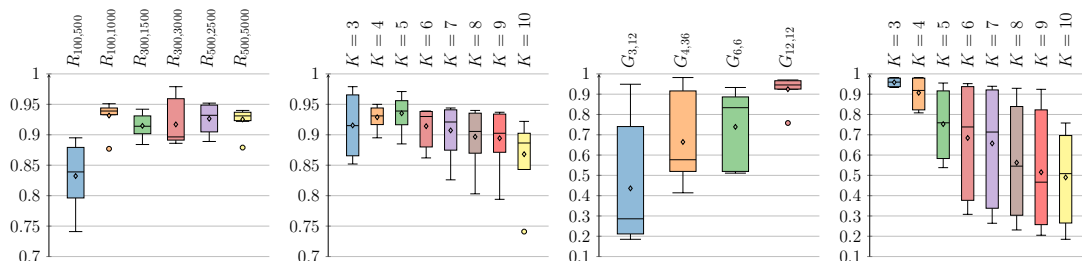 R100,500
R100,1000
R300,1500
R300,3000
R500,2500
R500,5000
1
0.95
0.9
0.85
0.8
0.75
0.7
K = 3
K = 4
K = 5
K = 6
K = 7
K = 8
K = 9
K = 10
1
0.95
0.9
0.85
0.8
0.75
0.7
G3,12
G4,36
G6,6
G12,12
1
0.9
0.8
0.7
0.6
0.5
0.4
0.3
0.2
0.1
K = 3
K = 4
K = 5
K = 6
K = 7
K = 8
K = 9
K = 10
1
0.9
0.8
0.7
0.6
0.5
0.4
0.3
0.2
0.1